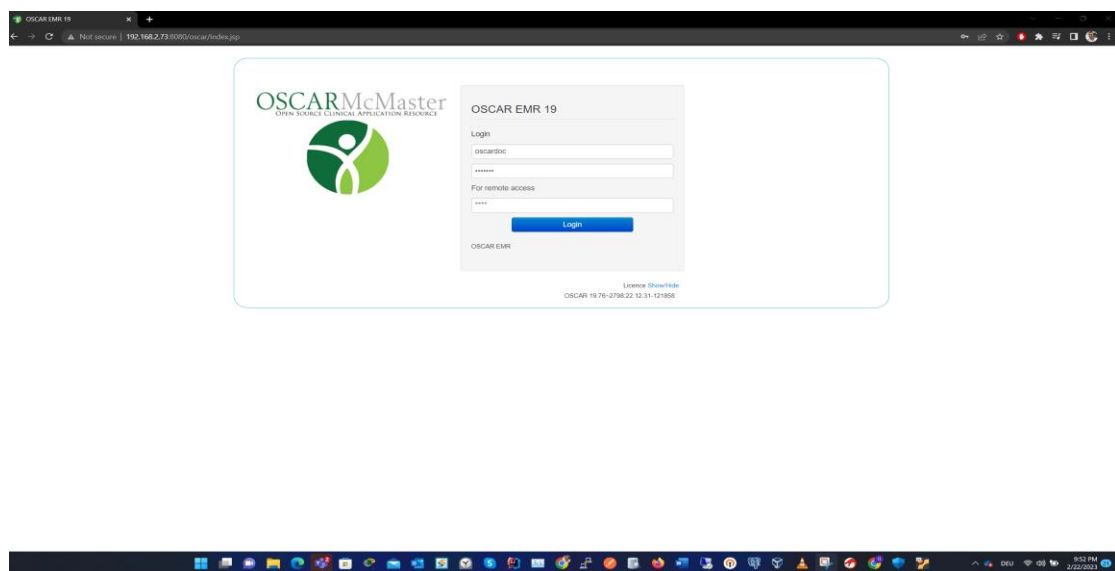 OSCAR EMR 19
Not secure | 192.168.2.73:8080/oscar/index.jsp
OSCARMcMaster
OPEN SOURCE CLINICAL APPLICATION RESOURCE
OSCAR EMR 19
Login
oscardoc
•••••••
For remote access
••••
Login
OSCAR EMR
Licence Show/Hide
OSCAR 19.76~2798:22.12.31-121858
DEU
9:52 PM
2/22/2023